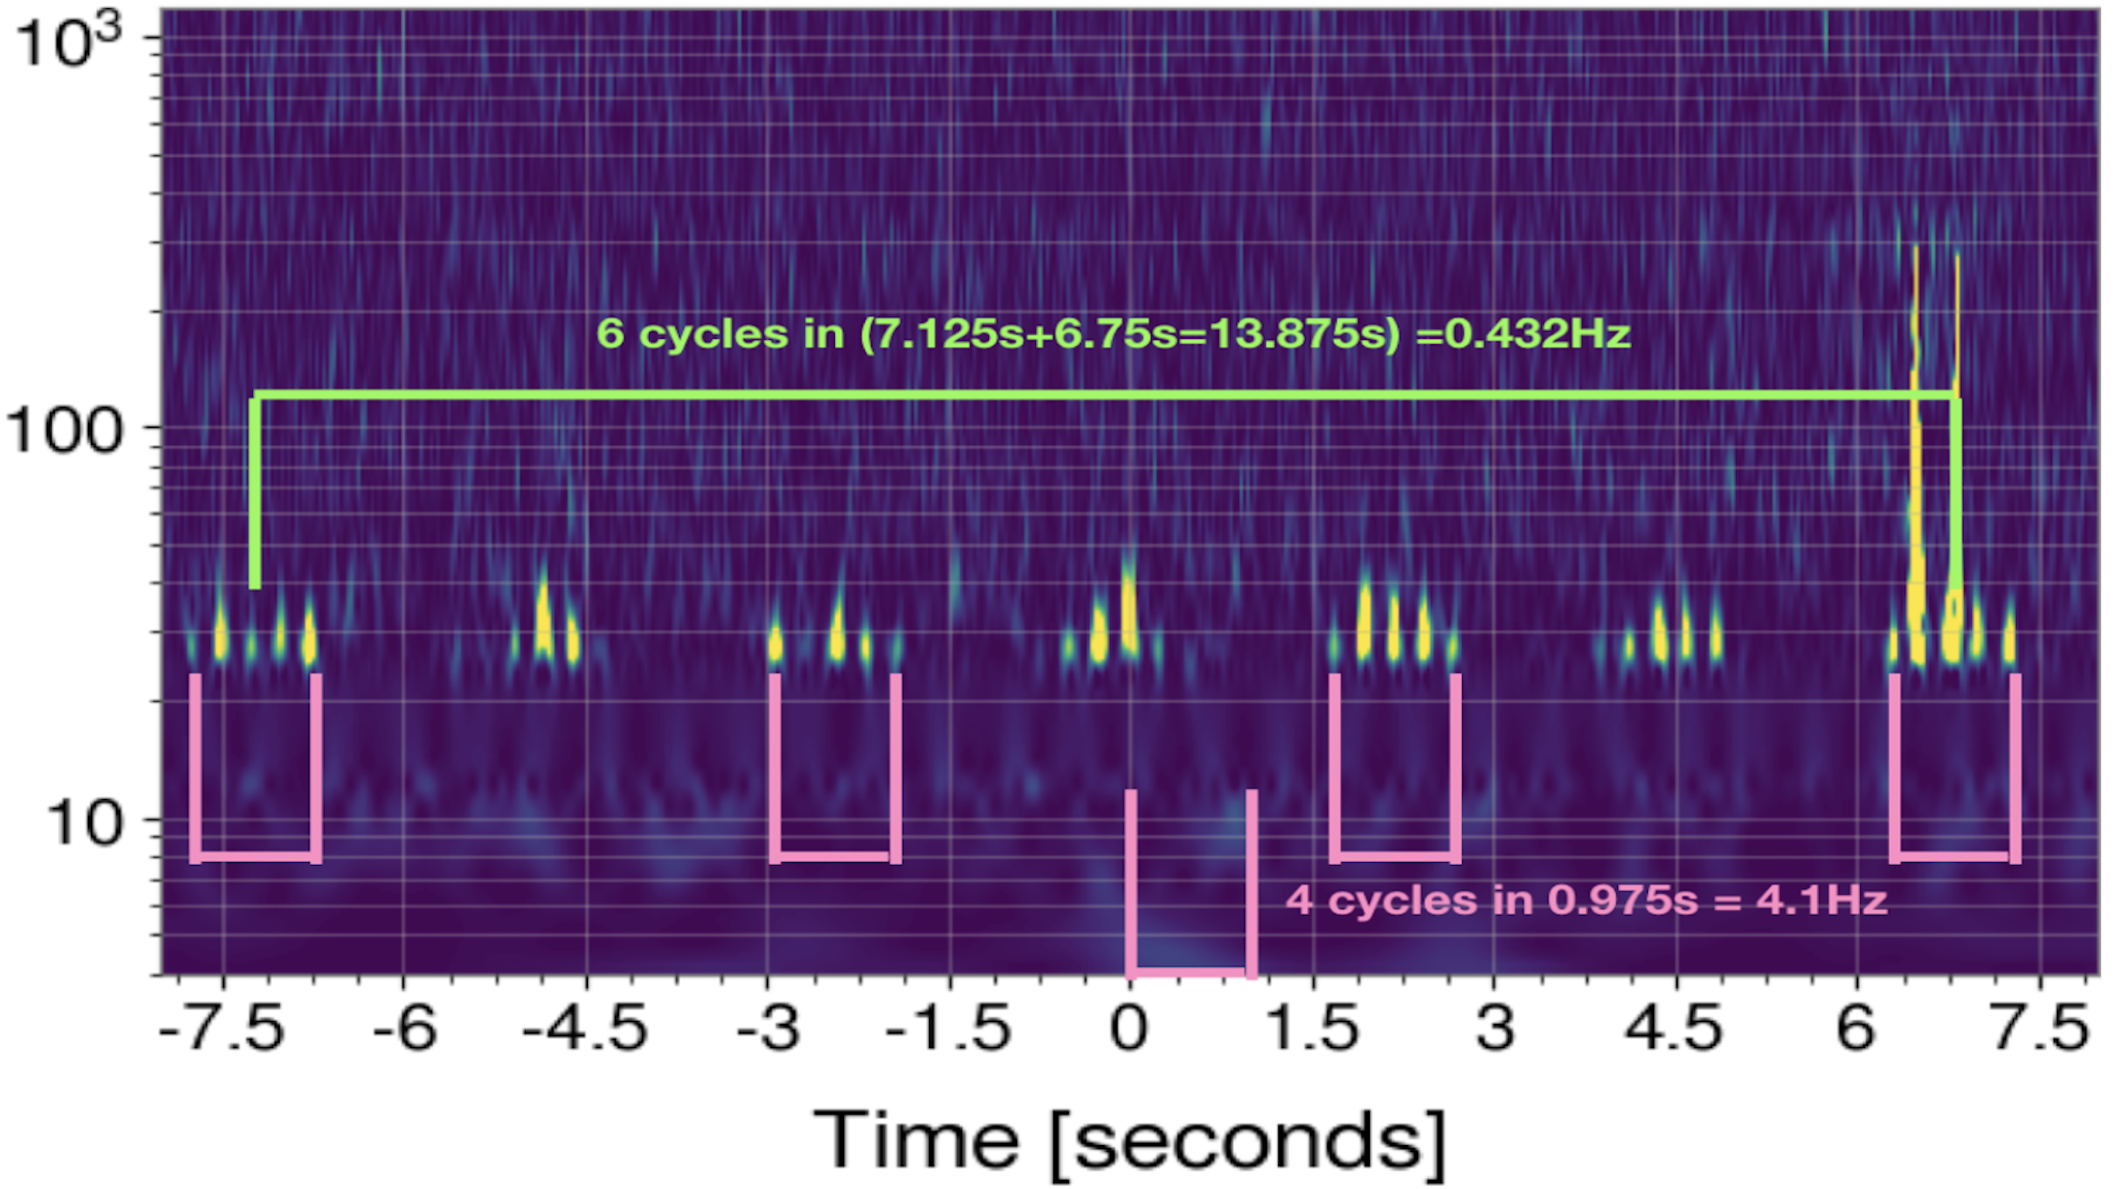 10³
100
10
6 cycles in (7.125s+6.75s=13.875s) =0.432Hz
4 cycles in 0.975s = 4.1Hz
-7.5 -6 -4.5 -3 -1.5 0 1.5 3 4.5 6 7.5
Time [seconds]